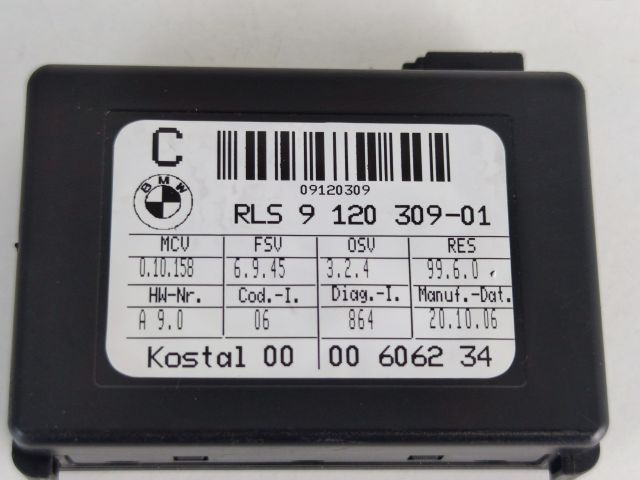 C
09120309
BMW
RLS 9 120 309-01
MCV FSV OSV RES
0.10.158 6.9.45 3.2.4 99.6.0
HW-Nr. Cod.-I. Diag.-I. Manuf.-Dat.
A 9.0 06 864 20.10.06
Kostal 00 00 6062 34